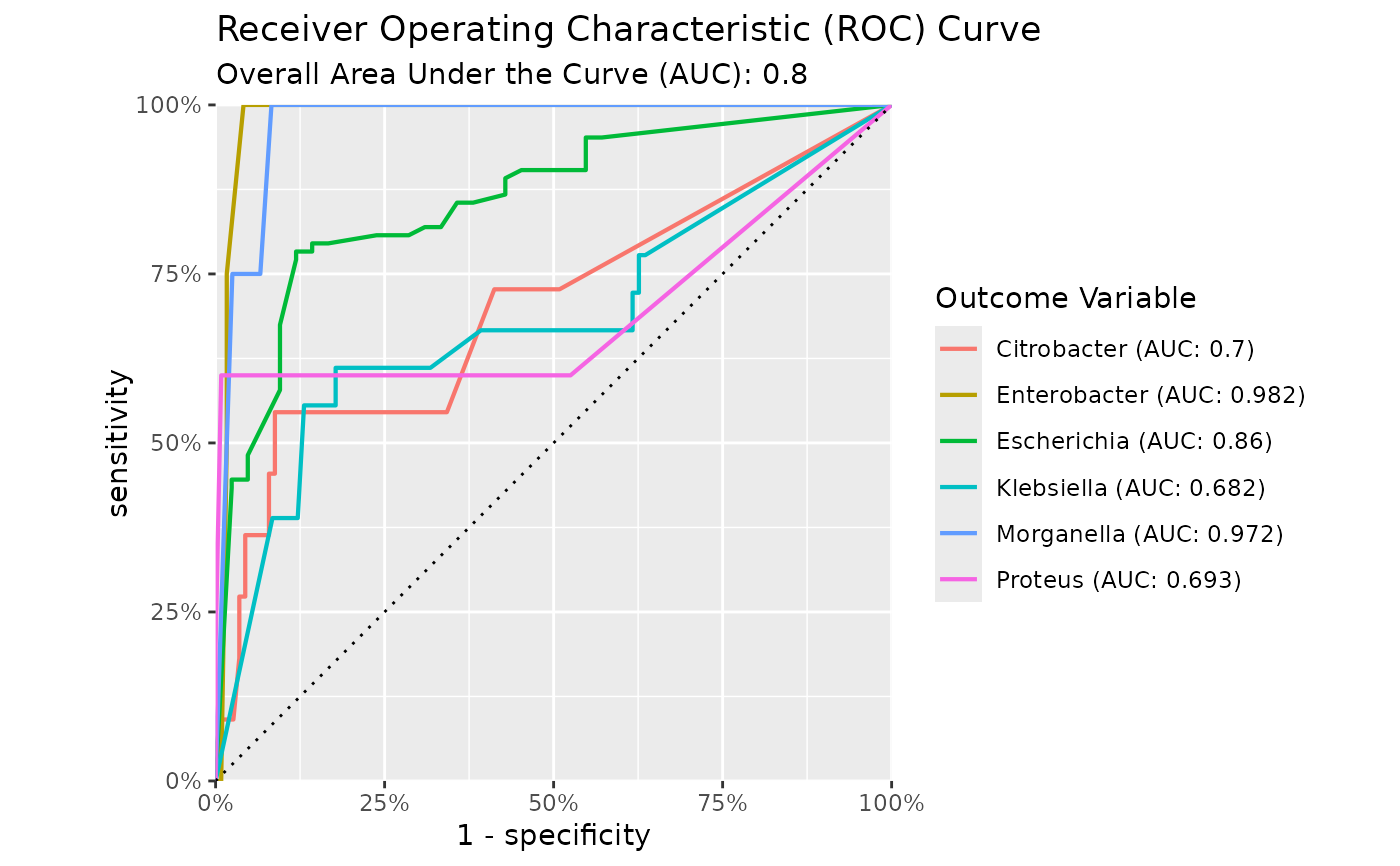 Receiver Operating Characteristic (ROC) Curve
Overall Area Under the Curve (AUC): 0.8
100%
75%
50%
25%
0%
sensitivity
0%
25%
50%
75%
100%
1 - specificity
Outcome Variable
Citrobacter (AUC: 0.7)
Enterobacter (AUC: 0.982)
Escherichia (AUC: 0.86)
Klebsiella (AUC: 0.682)
Morganella (AUC: 0.972)
Proteus (AUC: 0.693)